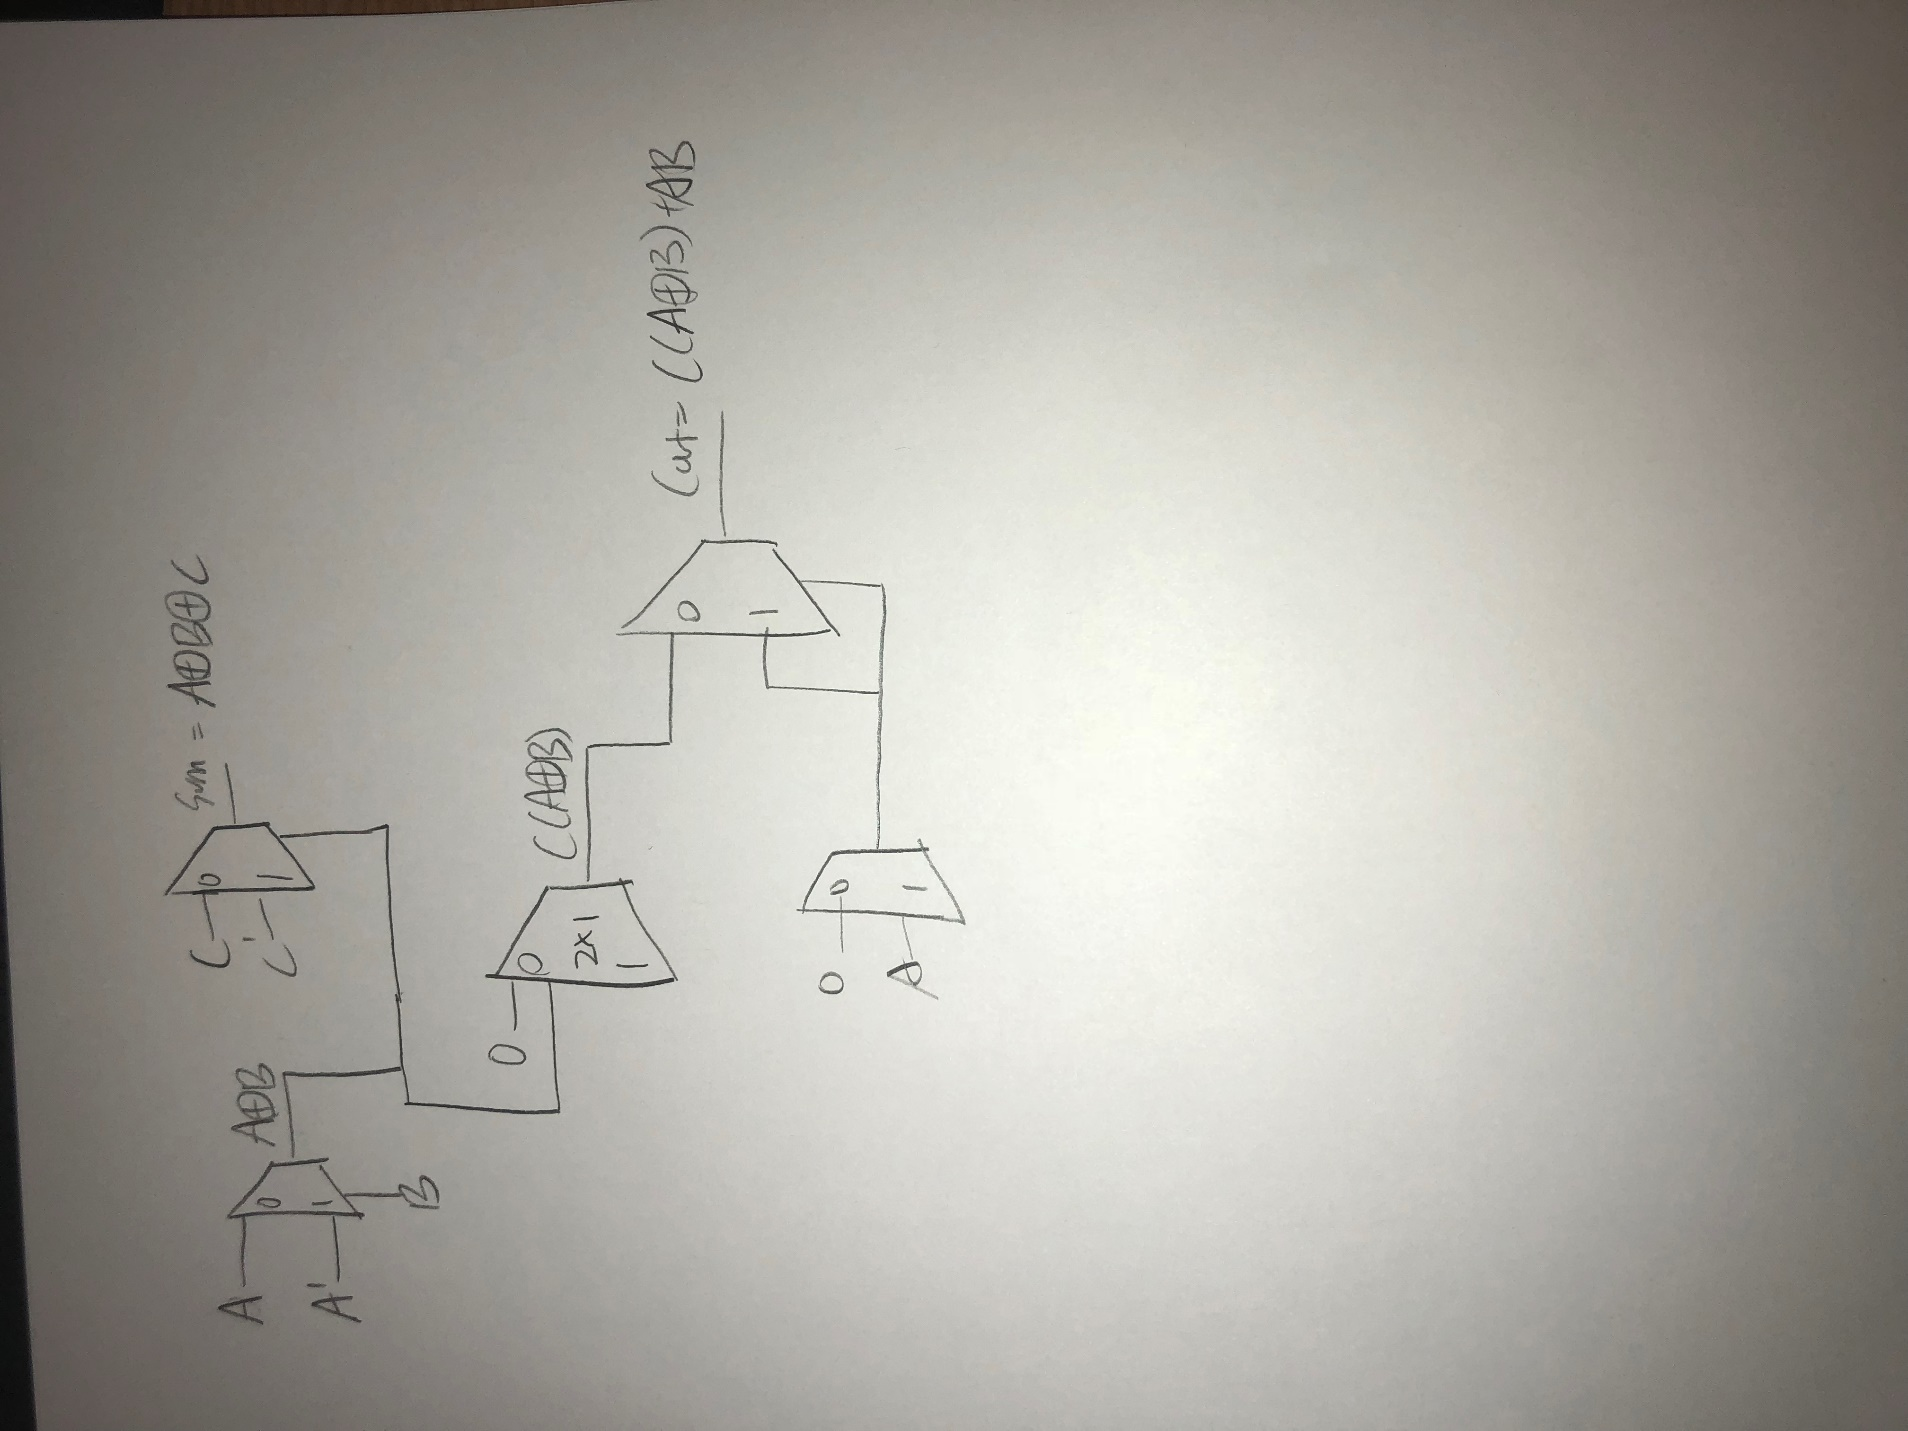 A
A'
0
1
B
A⊕B
C
C'
0
1
Sum = A⊕B⊕C
0
0
2x1
1
C(A⊕B)
0
A
0
1
0
1
Cout = C(A⊕B)+AB